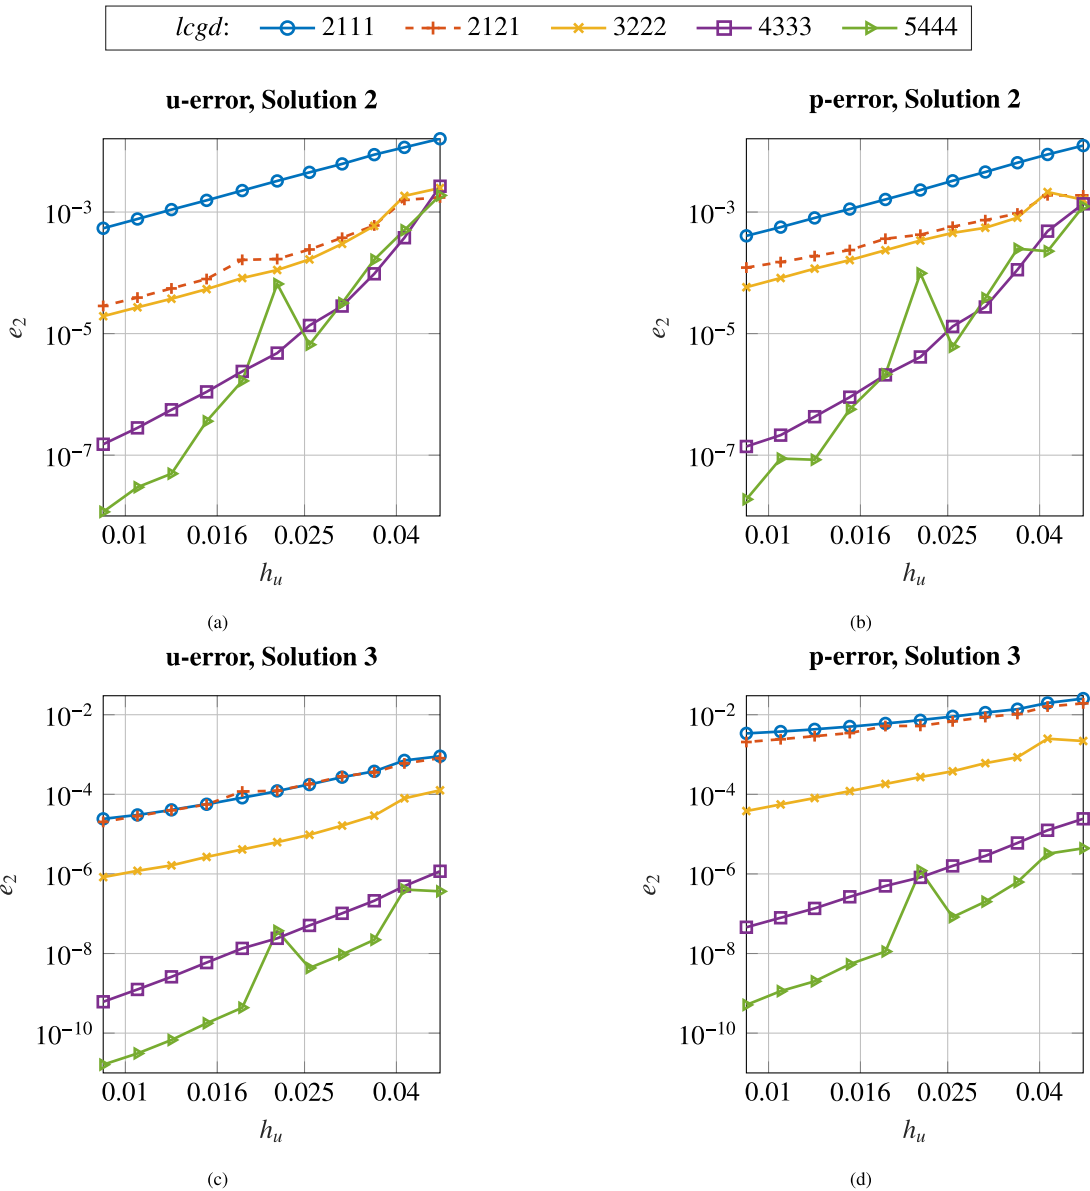 lcgd: 2111 2121 3222 4333 5444
u-error, Solution 2
p-error, Solution 2
10⁻³
10⁻⁵
10⁻⁷
e₂
0.01 0.016 0.025 0.04
hᵤ
(a)
10⁻³
10⁻⁵
10⁻⁷
e₂
0.01 0.016 0.025 0.04
hᵤ
(b)
u-error, Solution 3
p-error, Solution 3
10⁻²
10⁻⁴
10⁻⁶
10⁻⁸
10⁻¹⁰
e₂
0.01 0.016 0.025 0.04
hᵤ
(c)
10⁻²
10⁻⁴
10⁻⁶
10⁻⁸
10⁻¹⁰
e₂
0.01 0.016 0.025 0.04
hᵤ
(d)